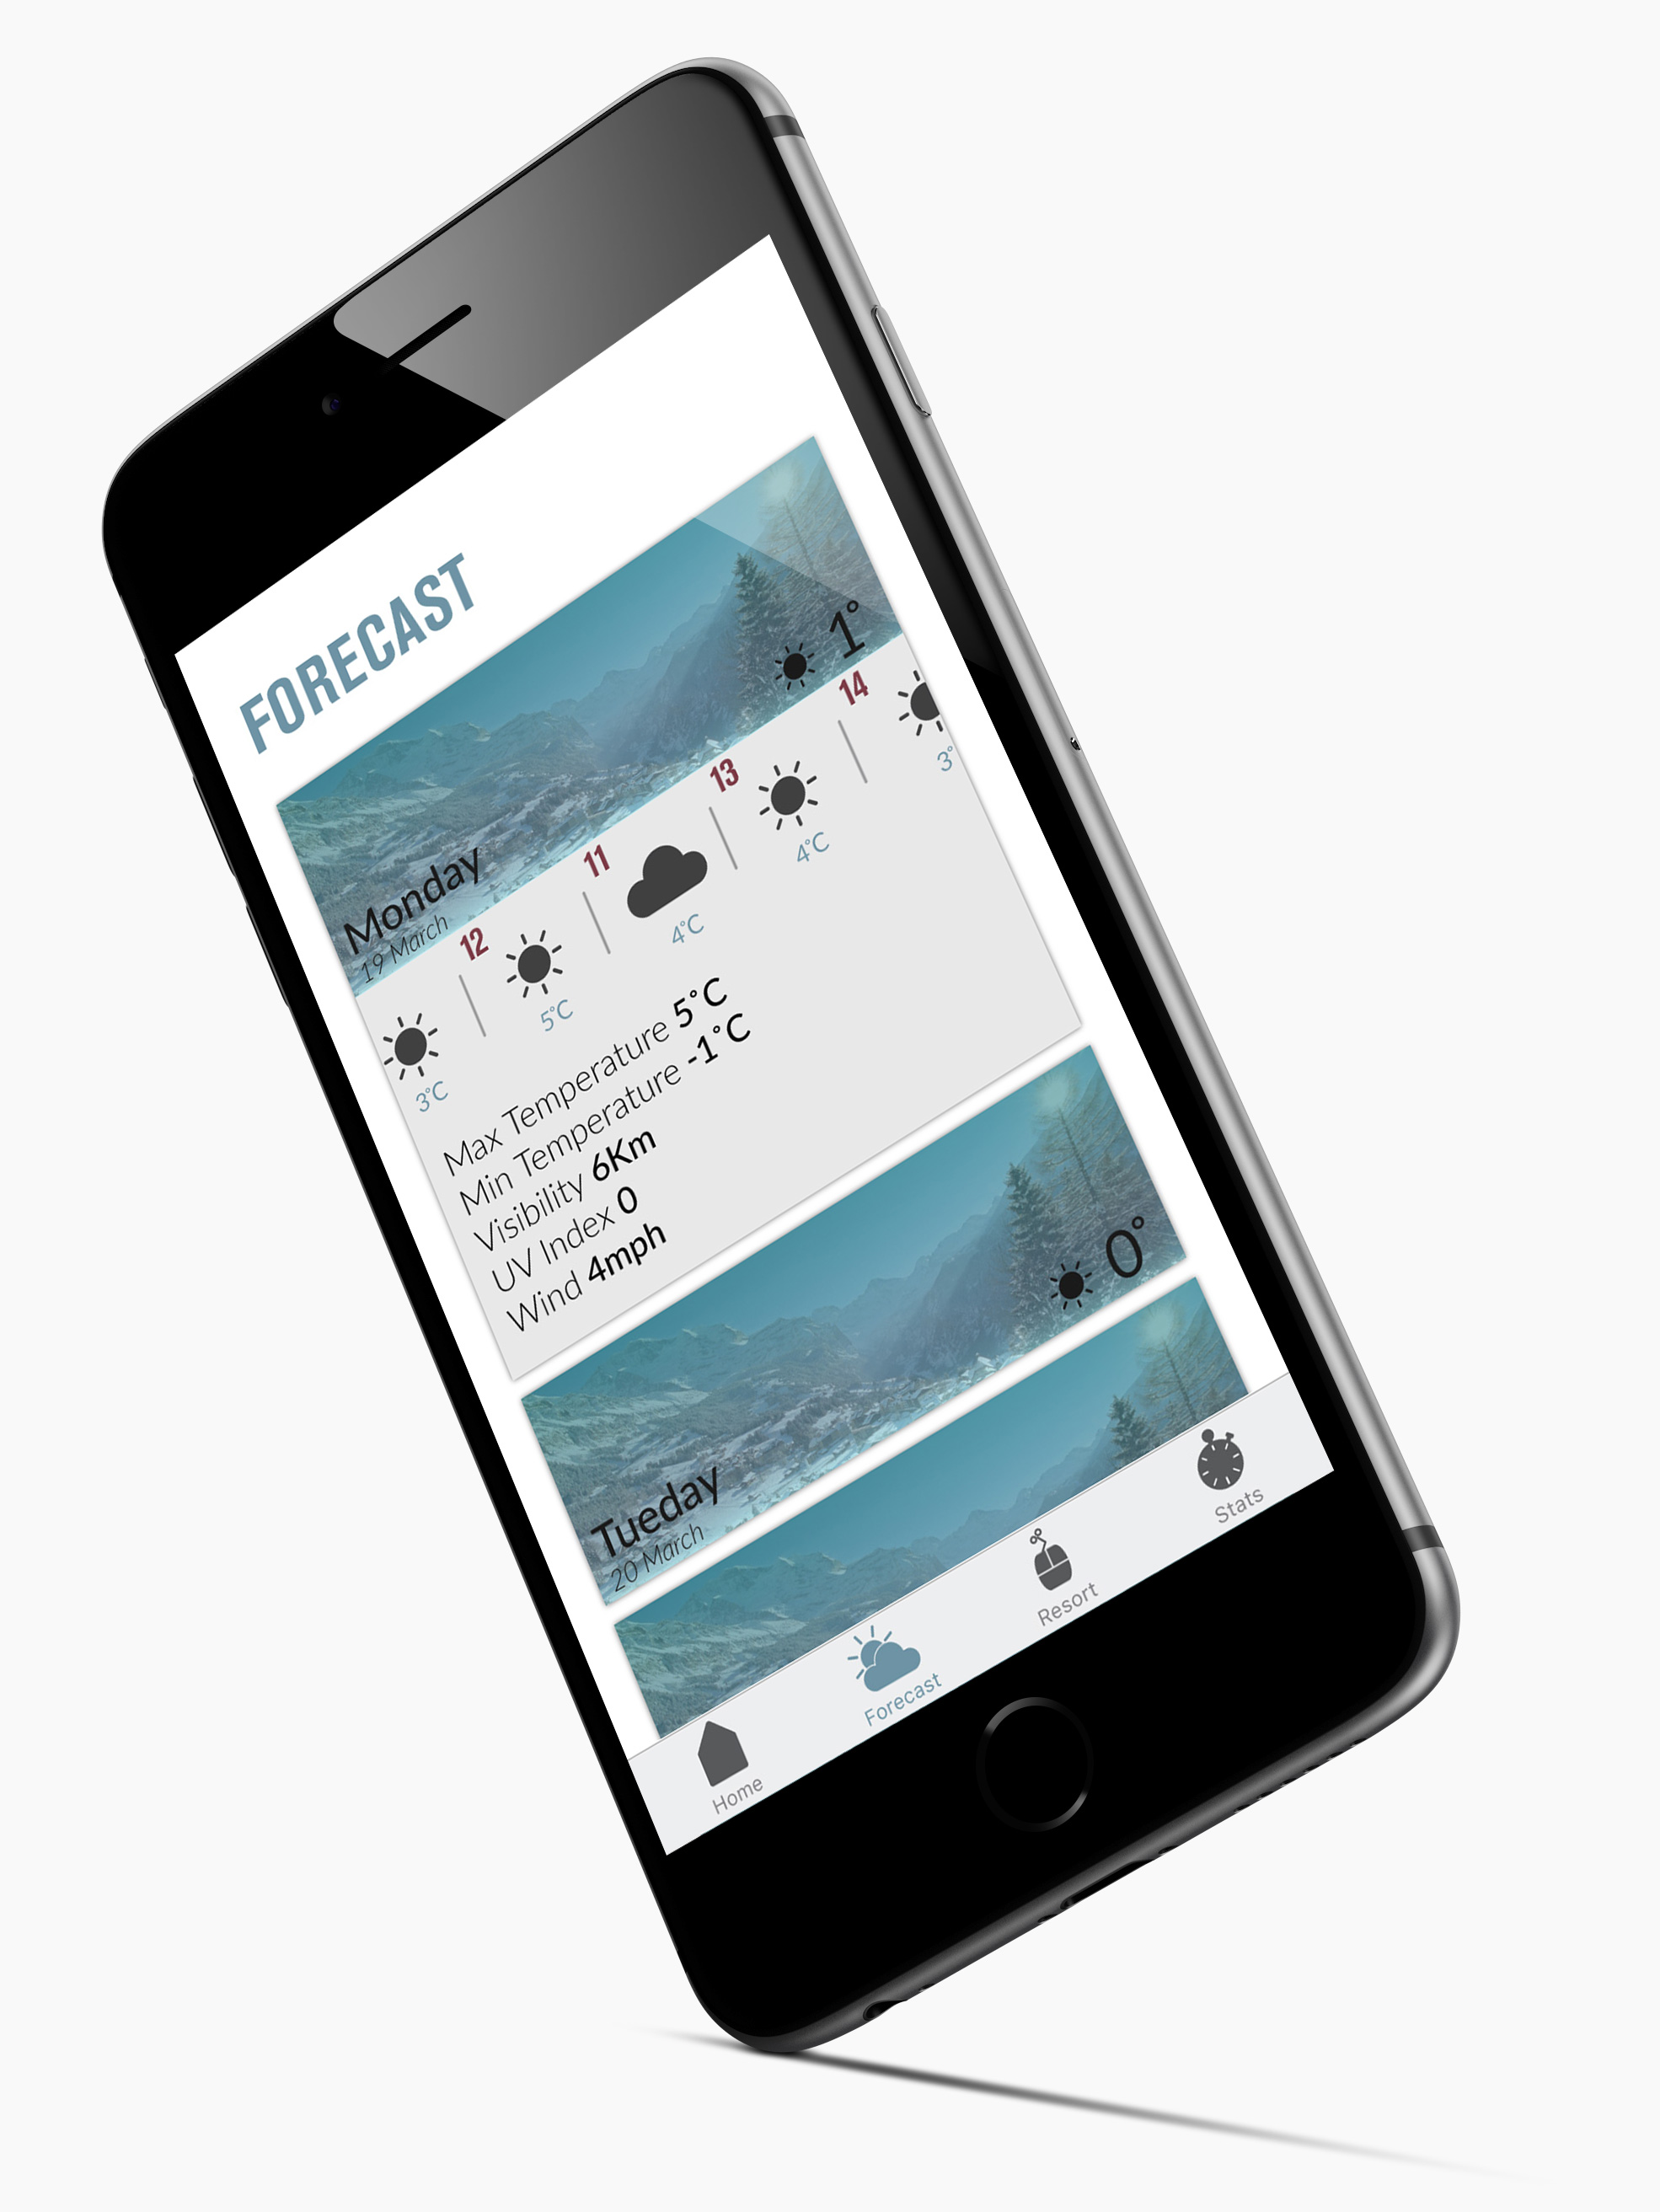 FORECAST
1°
Monday
19 March
12 11 13 14
3°C 5°C 4°C 4°C 3°
Max Temperature 5°C
Min Temperature -1°C
Visibility 6Km
UV Index 0
Wind 4mph
0°
Tueday
20 March
Home Forecast Resort Stats